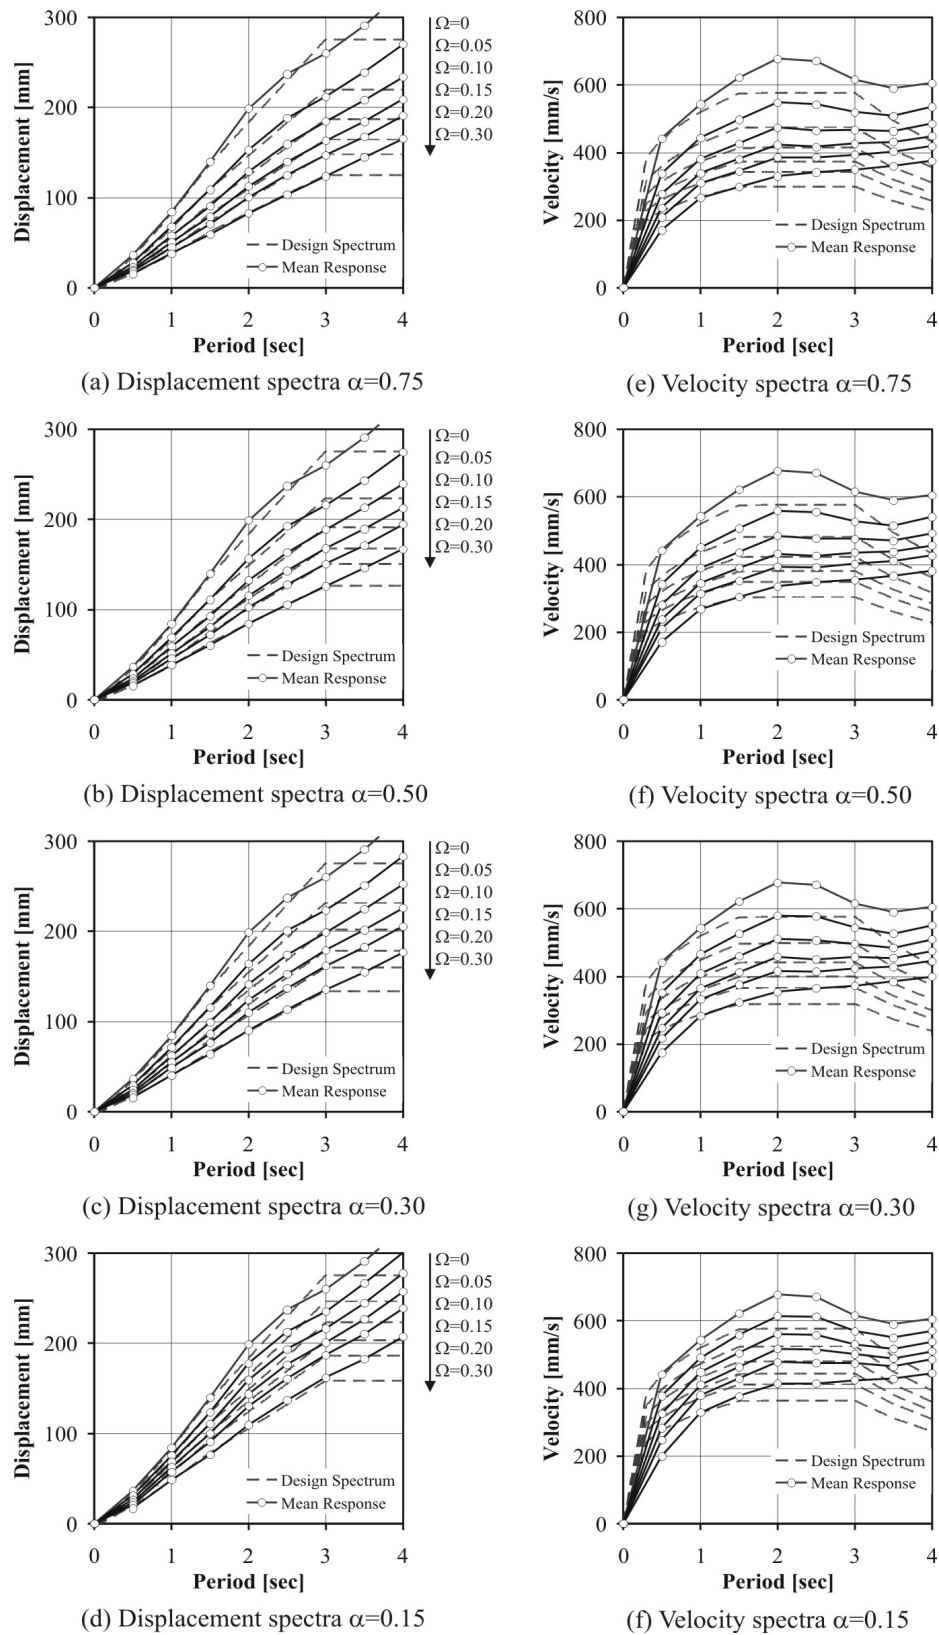 300
200
100
0
Displacement [mm]
0 1 2 3 4
Period [sec]
Ω=0
Ω=0.05
Ω=0.10
Ω=0.15
Ω=0.20
Ω=0.30
Design Spectrum
Mean Response
(a) Displacement spectra α=0.75
800
600
400
200
0
Velocity [mm/s]
0 1 2 3 4
Period [sec]
Design Spectrum
Mean Response
(e) Velocity spectra α=0.75
300
200
100
0
Displacement [mm]
0 1 2 3 4
Period [sec]
Ω=0
Ω=0.05
Ω=0.10
Ω=0.15
Ω=0.20
Ω=0.30
Design Spectrum
Mean Response
(b) Displacement spectra α=0.50
800
600
400
200
0
Velocity [mm/s]
0 1 2 3 4
Period [sec]
Design Spectrum
Mean Response
(f) Velocity spectra α=0.50
300
200
100
0
Displacement [mm]
0 1 2 3 4
Period [sec]
Ω=0
Ω=0.05
Ω=0.10
Ω=0.15
Ω=0.20
Ω=0.30
Design Spectrum
Mean Response
(c) Displacement spectra α=0.30
800
600
400
200
0
Velocity [mm/s]
0 1 2 3 4
Period [sec]
Design Spectrum
Mean Response
(g) Velocity spectra α=0.30
300
200
100
0
Displacement [mm]
0 1 2 3 4
Period [sec]
Ω=0
Ω=0.05
Ω=0.10
Ω=0.15
Ω=0.20
Ω=0.30
Design Spectrum
Mean Response
(d) Displacement spectra α=0.15
800
600
400
200
0
Velocity [mm/s]
0 1 2 3 4
Period [sec]
Design Spectrum
Mean Response
(f) Velocity spectra α=0.15